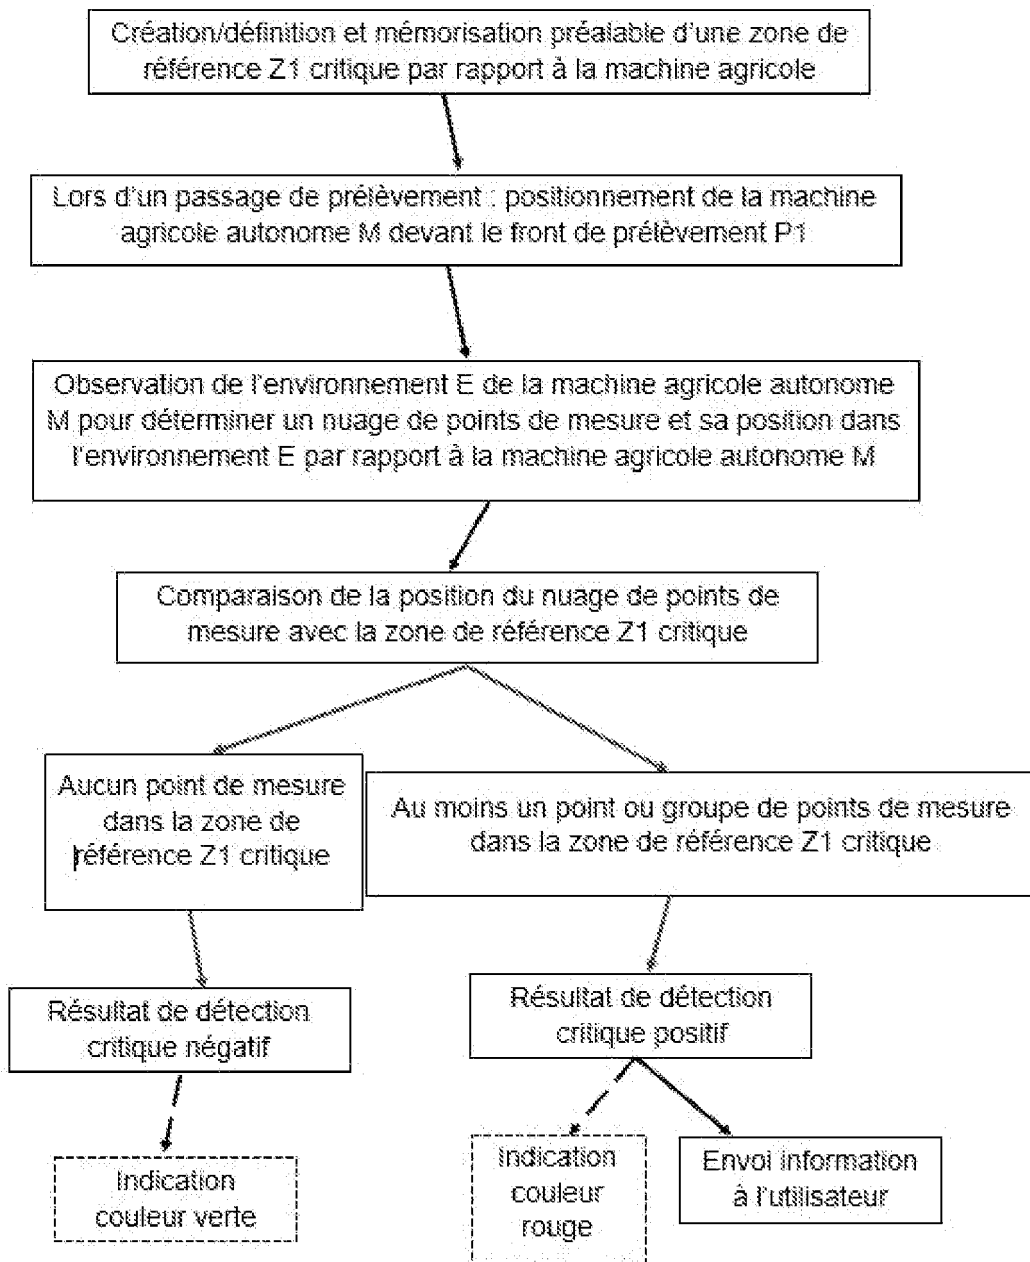 Création/définition et mémorisation préalable d'une zone de
référence Z1 critique par rapport à la machine agricole
Lors d'un passage de prélèvement : positionnement de la machine
agricole autonome M devant le front de prélèvement P1
Observation de l'environnement E de la machine agricole autonome
M pour déterminer un nuage de points de mesure et sa position dans
l'environnement E par rapport à la machine agricole autonome M
Comparaison de la position du nuage de points de
mesure avec la zone de référence Z1 critique
Aucun point de mesure
dans la zone de
référence Z1 critique
Au moins un point ou groupe de points de mesure
dans la zone de référence Z1 critique
Résultat de détection
critique négatif
Résultat de détection
critique positif
Indication
couleur verte
Indication
couleur
rouge
Envoi information
à l'utilisateur